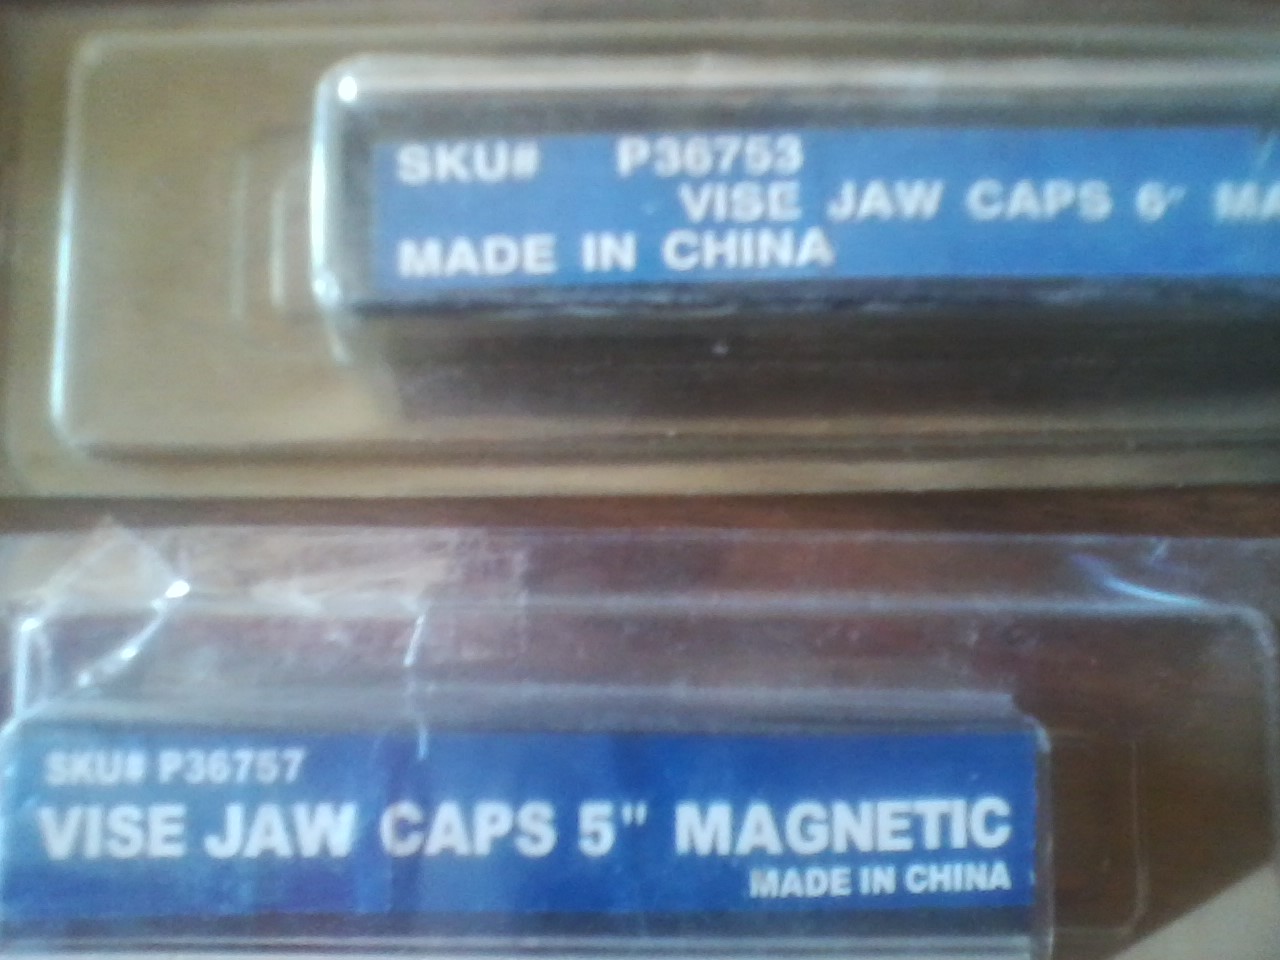 SKU# P36753
VISE JAW CAPS 6" MA
MADE IN CHINA
SKU# P36757
VISE JAW CAPS 5" MAGNETIC
MADE IN CHINA